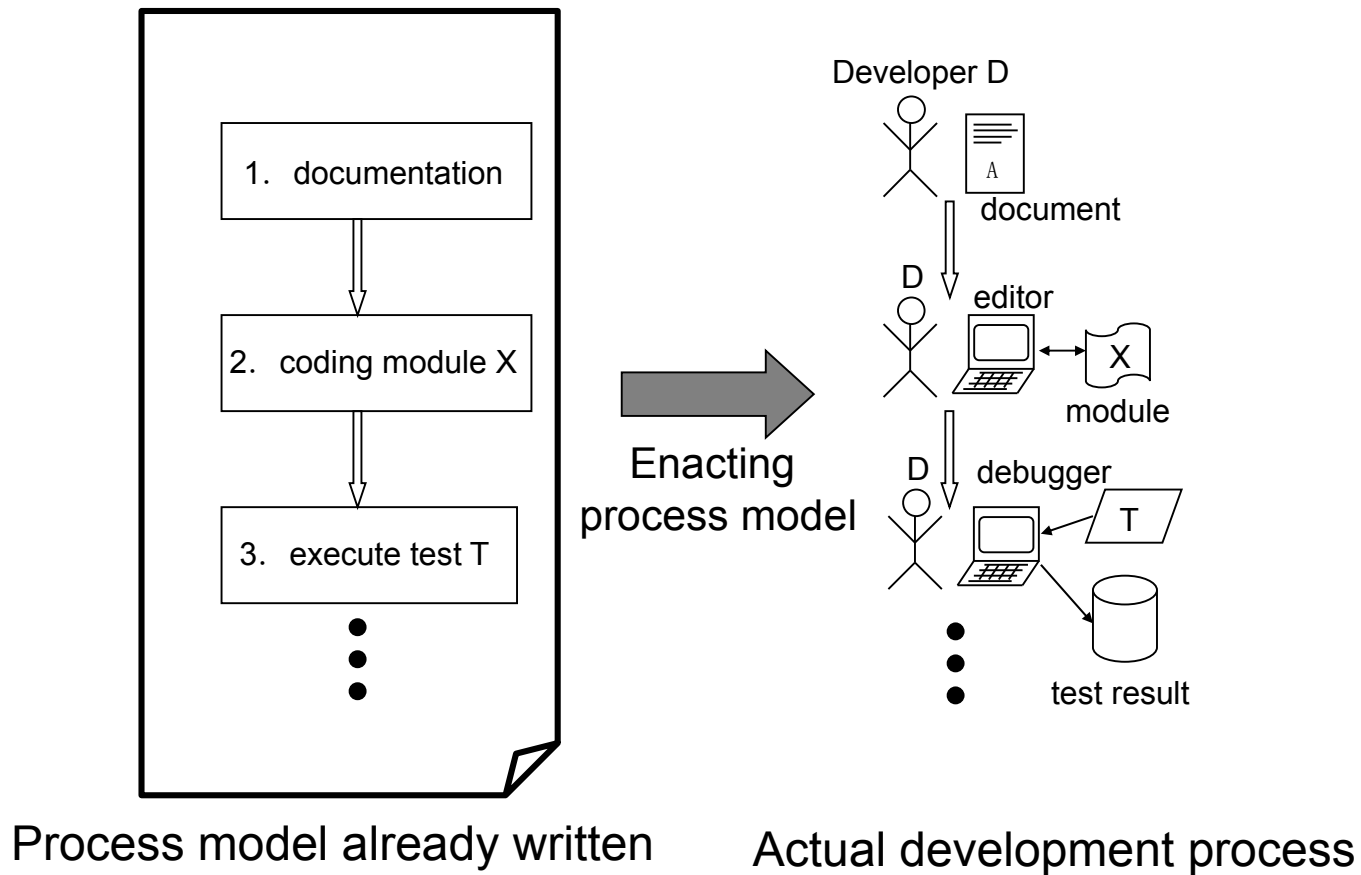 1. documentation
2. coding module X
3. execute test T
Process model already written
Enacting
process model
Developer D
A
document
D
editor
X
module
D
debugger
T
test result
Actual development process